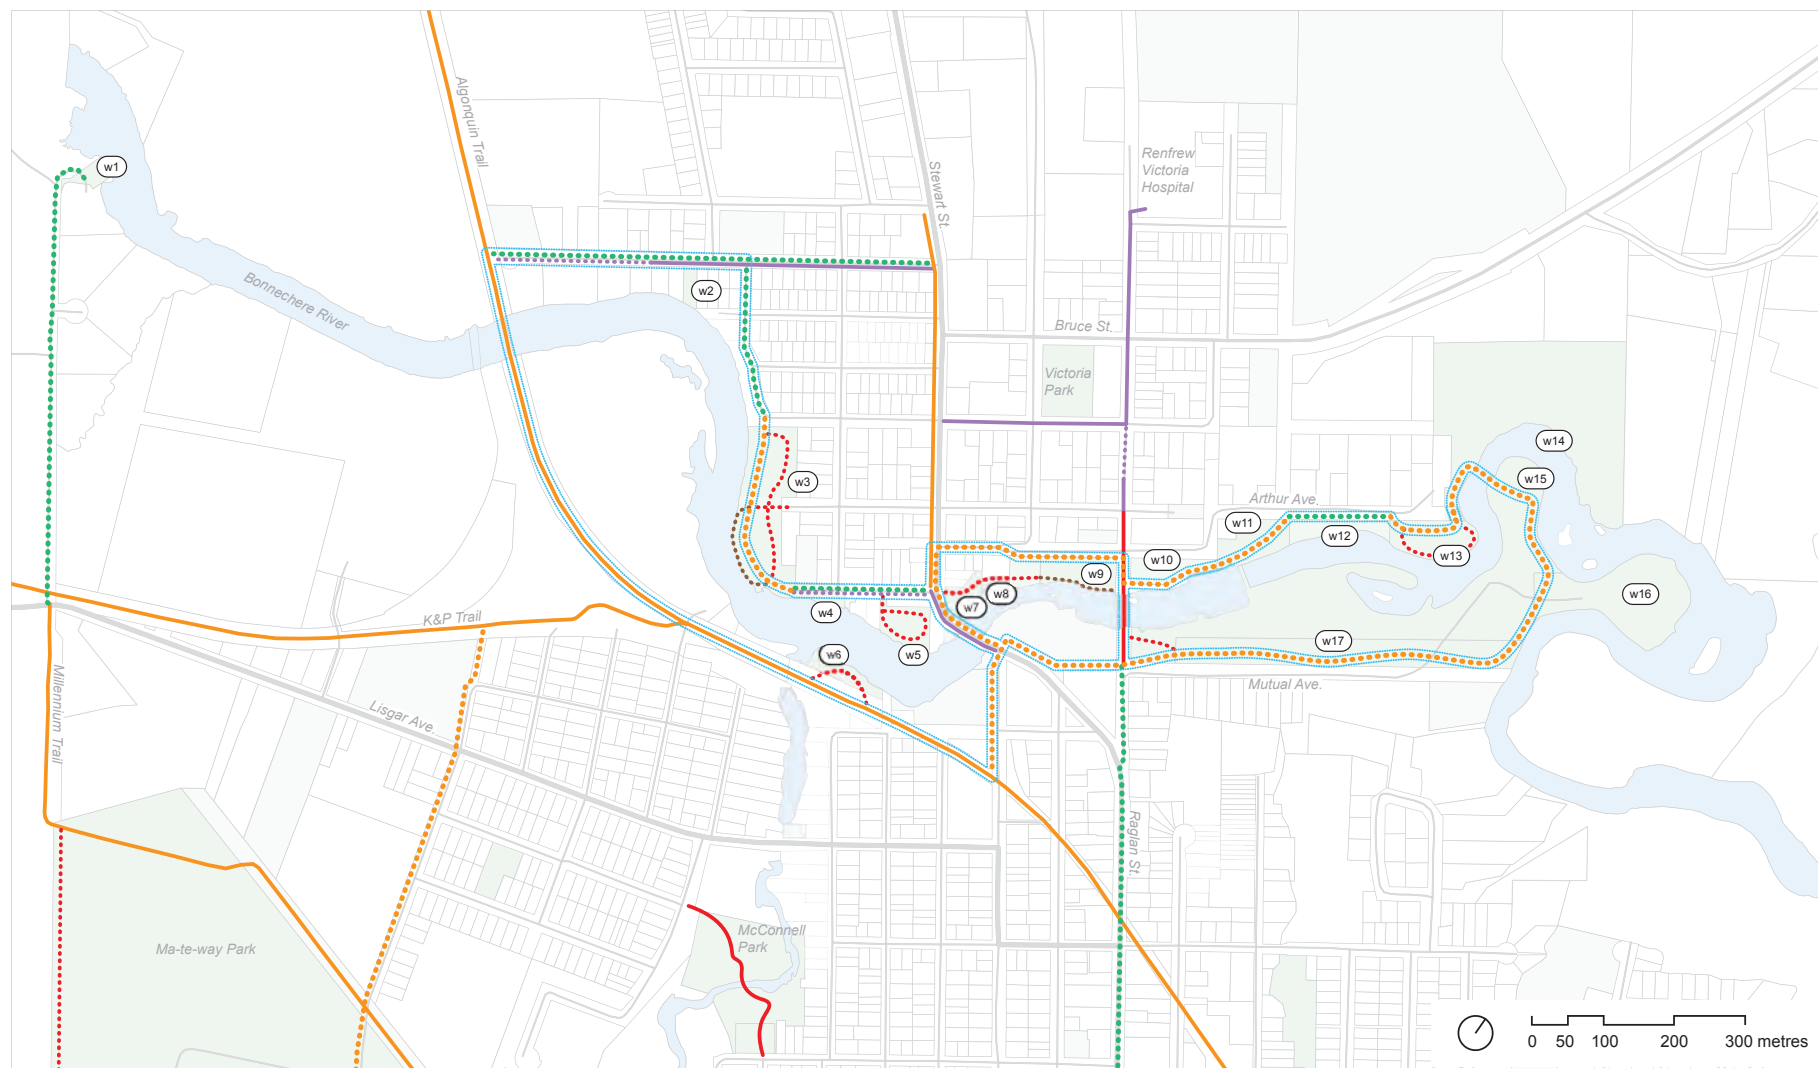 w1
Algonquin Trail
Stewart St.
Renfrew
Victoria
Hospital
Bonnechere River
w2
Bruce St.
Victoria
Park
w3
w14
w15
Arthur Ave.
w11
w12
w13
w10
w9
w8
w7
w16
w4
w5
w6
w17
K&P Trail
Mutual Ave.
Millennium Trail
Lisgar Ave.
Raglan St.
McConnell
Park
Ma-te-way Park
0 50 100 200 300 metres